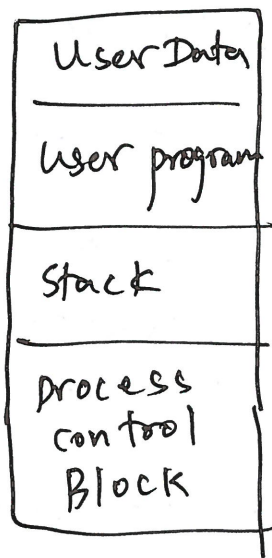 User Data
User program
Stack
process
control
Block